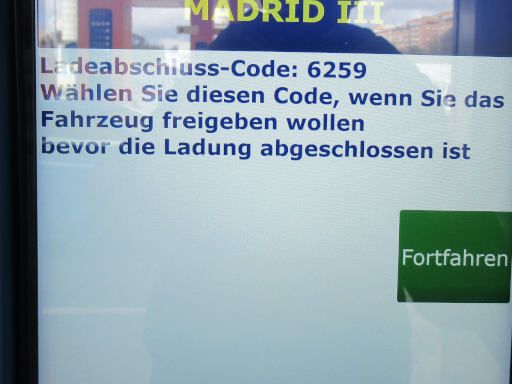 MADRID III
Ladeabschluss-Code: 6259
Wählen Sie diesen Code, wenn Sie das
Fahrzeug freigeben wollen
bevor die Ladung abgeschlossen ist
Fortfahren